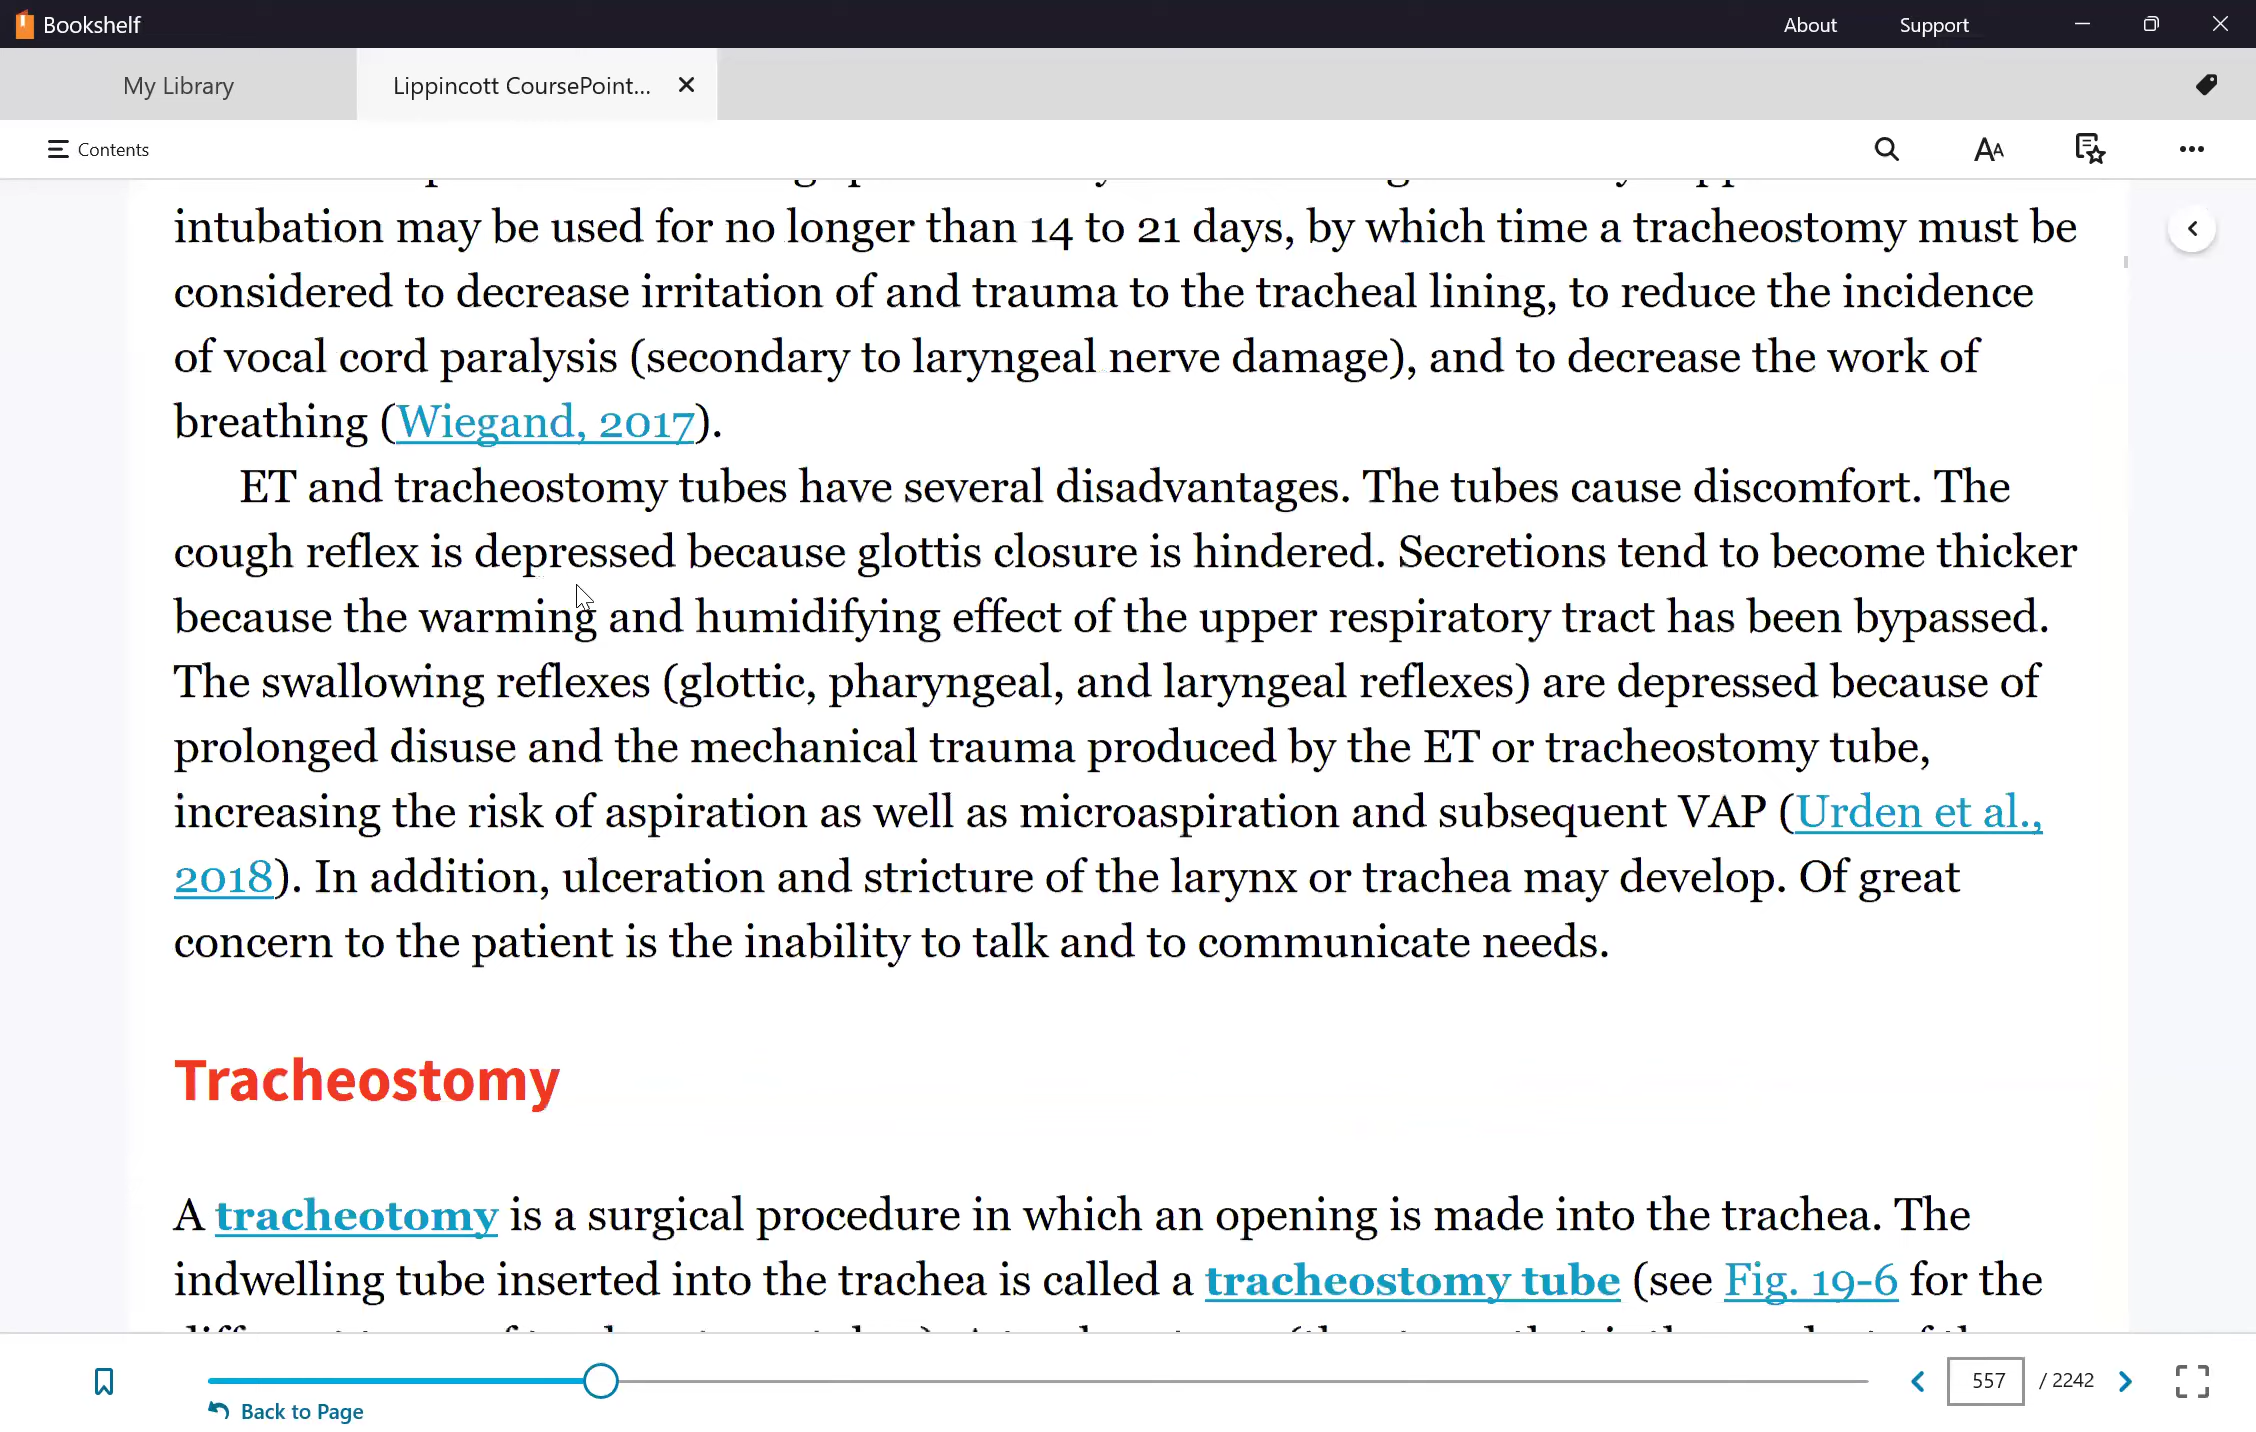 Bookshelf
About
Support
My Library
Lippincott CoursePoint...
Contents
intubation may be used for no longer than 14 to 21 days, by which time a tracheostomy must be
considered to decrease irritation of and trauma to the tracheal lining, to reduce the incidence
of vocal cord paralysis (secondary to laryngeal nerve damage), and to decrease the work of
breathing (Wiegand, 2017).
ET and tracheostomy tubes have several disadvantages. The tubes cause discomfort. The
cough reflex is depressed because glottis closure is hindered. Secretions tend to become thicker
because the warming and humidifying effect of the upper respiratory tract has been bypassed.
The swallowing reflexes (glottic, pharyngeal, and laryngeal reflexes) are depressed because of
prolonged disuse and the mechanical trauma produced by the ET or tracheostomy tube,
increasing the risk of aspiration as well as microaspiration and subsequent VAP (Urden et al.,
2018). In addition, ulceration and stricture of the larynx or trachea may develop. Of great
concern to the patient is the inability to talk and to communicate needs.
Tracheostomy
A tracheotomy is a surgical procedure in which an opening is made into the trachea. The
indwelling tube inserted into the trachea is called a tracheostomy tube (see Fig. 19-6 for the
557 / 2242
Back to Page